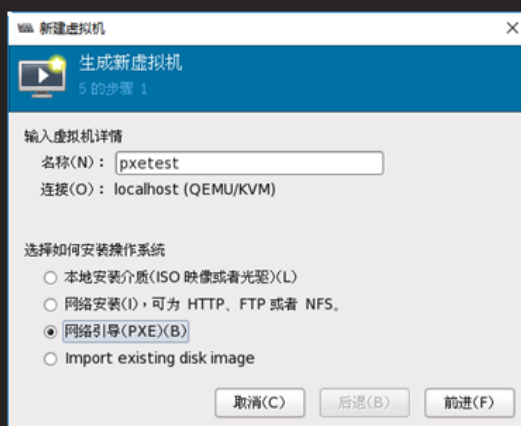 新建虚拟机
生成新虚拟机
5 的步骤 1
输入虚拟机详情
名称(N)： pxetest
连接(O)： localhost (QEMU/KVM)
选择如何安装操作系统
本地安装介质(ISO 映像或者光驱)(L)
网络安装(I)，可为 HTTP、FTP 或者 NFS。
网络引导(PXE)(B)
Import existing disk image
取消(C) 后退(B) 前进(F)